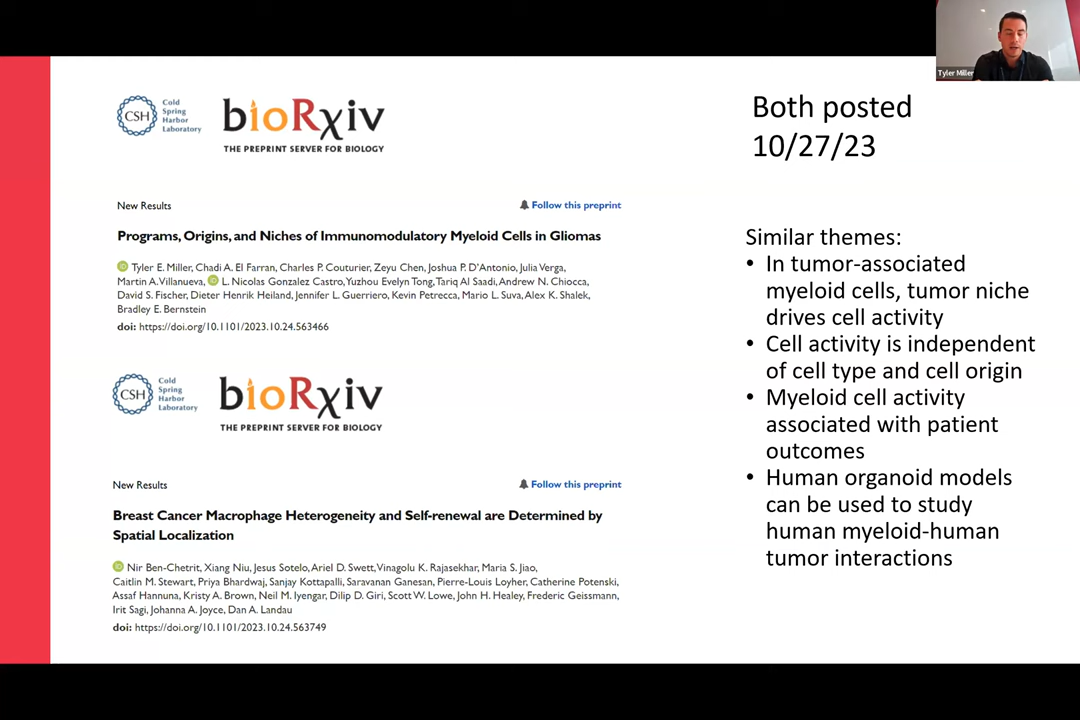 Tyler Miller
CSH
Cold
Spring
Harbor
Laboratory
bioRχiv
THE PREPRINT SERVER FOR BIOLOGY
New Results
Follow this preprint
Programs, Origins, and Niches of Immunomodulatory Myeloid Cells in Gliomas
iD Tyler E. Miller, Chadi A. El Farran, Charles P. Couturier, Zeyu Chen, Joshua P. D’Antonio, Julia Verga,
Martin A. Villanueva, iD L. Nicolas Gonzalez Castro, Yuzhou Evelyn Tong, Tariq Al Saadi, Andrew N. Chiocca,
David S. Fischer, Dieter Henrik Heiland, Jennifer L. Guerriero, Kevin Petrecca, Mario L. Suva, Alex K. Shalek,
Bradley E. Bernstein
doi: https://doi.org/10.1101/2023.10.24.563466
CSH
Cold
Spring
Harbor
Laboratory
bioRχiv
THE PREPRINT SERVER FOR BIOLOGY
New Results
Follow this preprint
Breast Cancer Macrophage Heterogeneity and Self-renewal are Determined by
Spatial Localization
iD Nir Ben-Chetrit, Xiang Niu, Jesus Sotelo, Ariel D. Swett, Vinagolu K. Rajasekhar, Maria S. Jiao,
Caitlin M. Stewart, Priya Bhardwaj, Sanjay Kottapalli, Saravanan Ganesan, Pierre-Louis Loyher, Catherine Potenski,
Assaf Hannuna, Kristy A. Brown, Neil M. Iyengar, Dilip D. Giri, Scott W. Lowe, John H. Healey, Frederic Geissmann,
Irit Sagi, Johanna A. Joyce, Dan A. Landau
doi: https://doi.org/10.1101/2023.10.24.563749
Both posted
10/27/23
Similar themes:
• In tumor-associated
myeloid cells, tumor niche
drives cell activity
• Cell activity is independent
of cell type and cell origin
• Myeloid cell activity
associated with patient
outcomes
• Human organoid models
can be used to study
human myeloid-human
tumor interactions